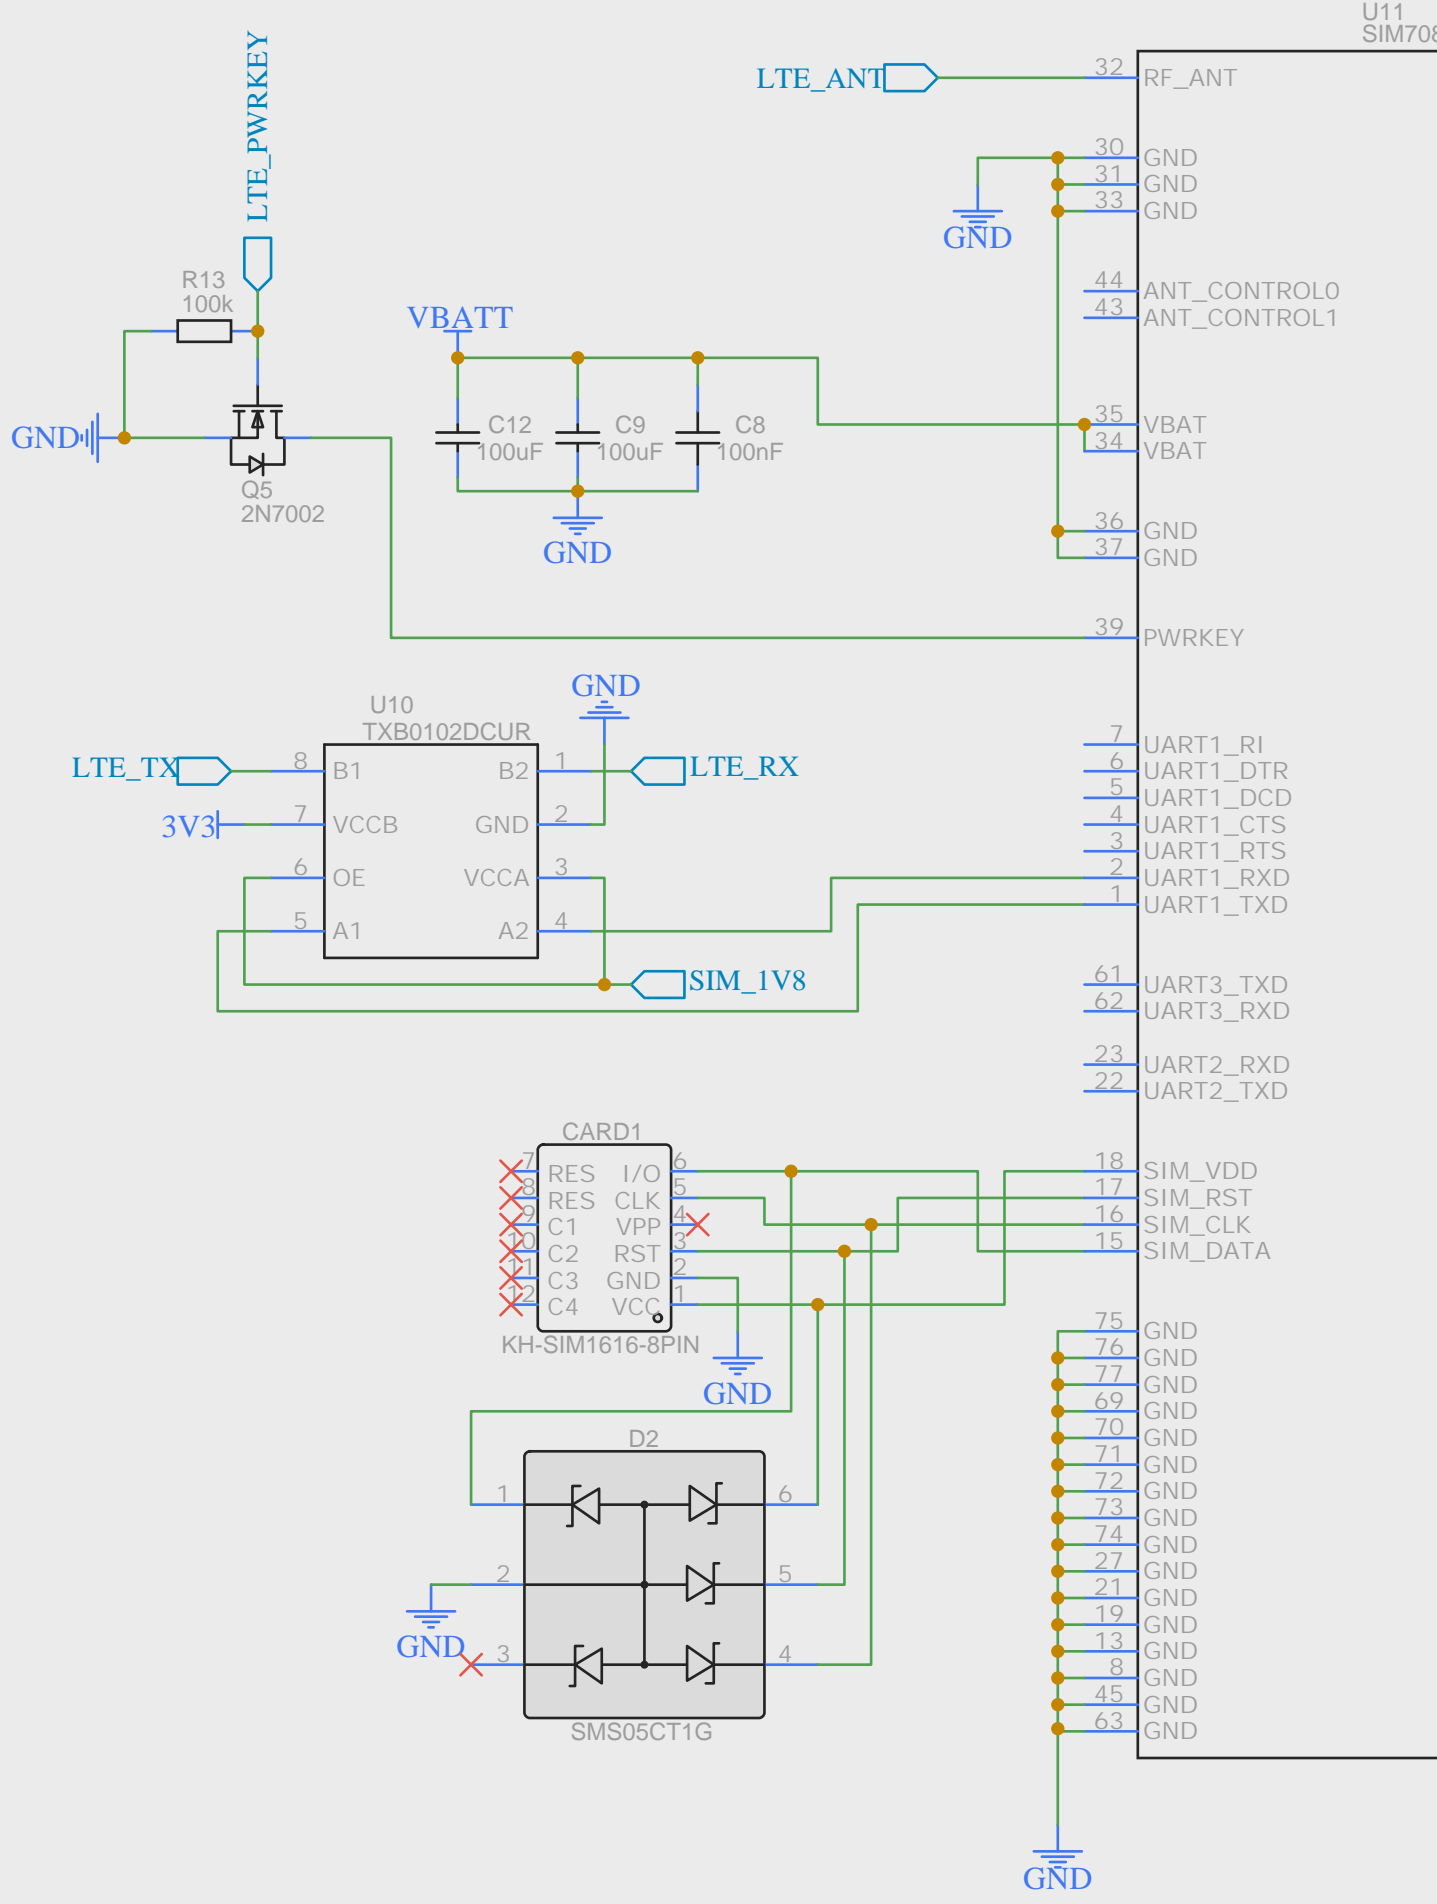 U11
SIM708
LTE_PWRKEY
LTE_ANT
32
RF_ANT
30
GND
31
GND
33
GND
GND
R13
100k
44
ANT_CONTROL0
43
ANT_CONTROL1
VBATT
C12
100uF
C9
100uF
C8
100nF
35
VBAT
34
VBAT
GND
Q5
2N7002
GND
36
GND
37
GND
39
PWRKEY
GND
U10
TXB0102DCUR
LTE_TX
8
B1
B2
1
LTE_RX
3V3
7
VCCB
GND
2
6
OE
VCCA
3
5
A1
A2
4
SIM_1V8
7
UART1_RI
6
UART1_DTR
5
UART1_DCD
4
UART1_CTS
3
UART1_RTS
2
UART1_RXD
1
UART1_TXD
61
UART3_TXD
62
UART3_RXD
23
UART2_RXD
22
UART2_TXD
CARD1
7
RES
I/O
6
8
RES
CLK
5
9
C1
VPP
4
10
C2
RST
3
11
C3
GND
2
12
C4
VCC
1
KH-SIM1616-8PIN
GND
18
SIM_VDD
17
SIM_RST
16
SIM_CLK
15
SIM_DATA
D2
1
6
2
5
GND
3
4
SMS05CT1G
75
GND
76
GND
77
GND
69
GND
70
GND
71
GND
72
GND
73
GND
74
GND
27
GND
21
GND
19
GND
13
GND
8
GND
45
GND
63
GND
GND